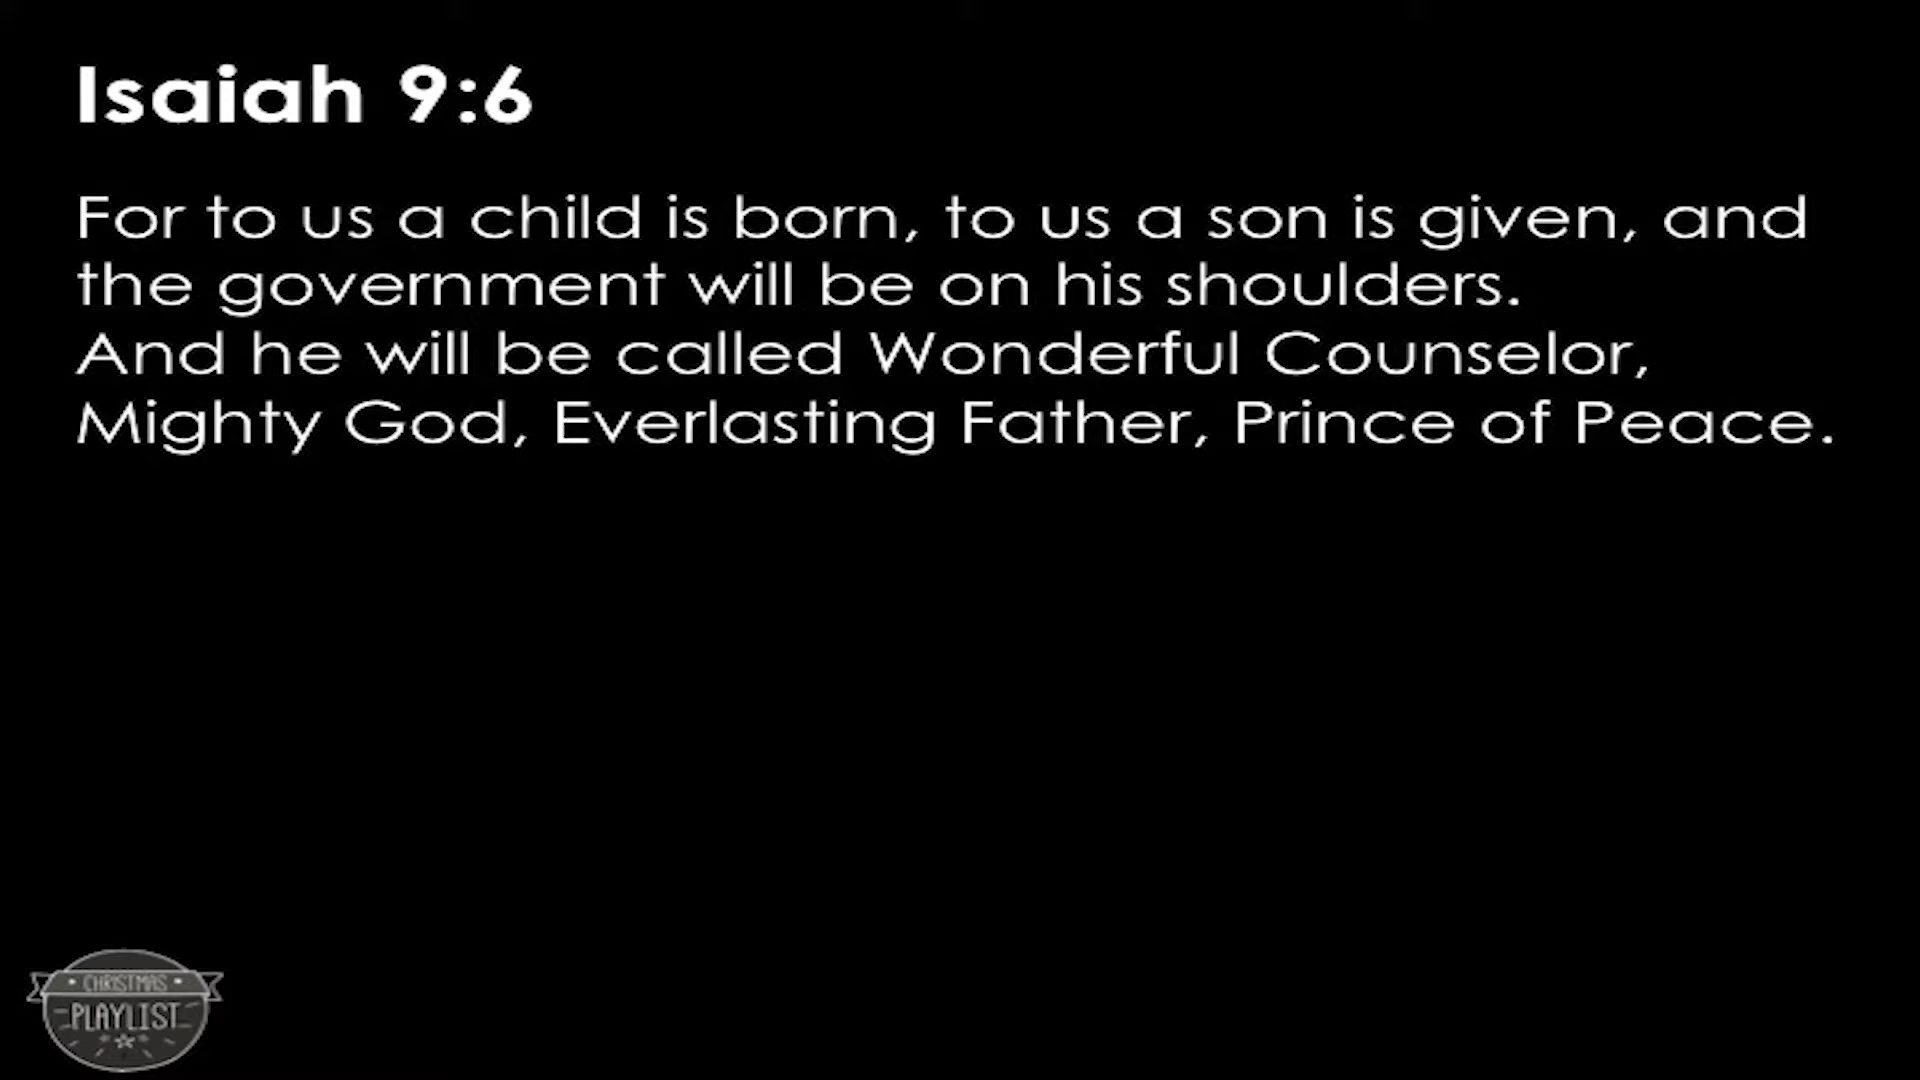 Isaiah 9:6
For to us a child is born, to us a son is given, and
the government will be on his shoulders.
And he will be called Wonderful Counselor,
Mighty God, Everlasting Father, Prince of Peace.
CHRISTMAS
PLAYLIST